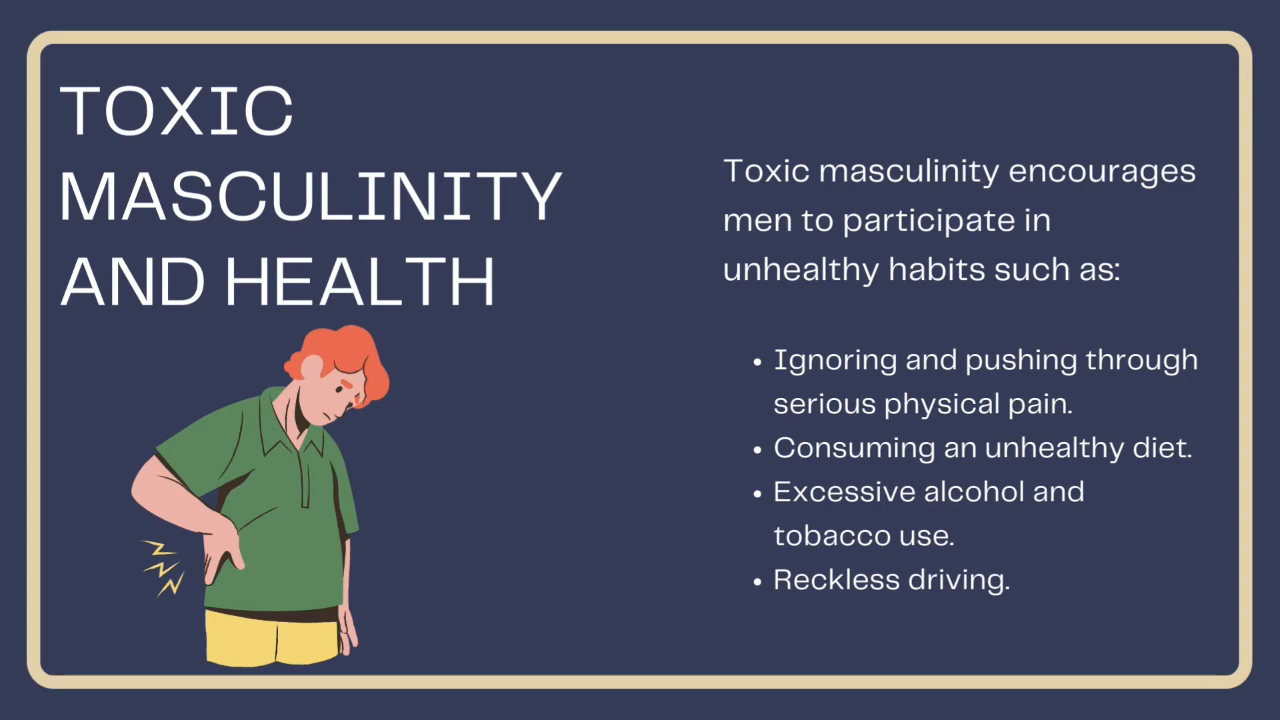 TOXIC
MASCULINITY
AND HEALTH
Toxic masculinity encourages
men to participate in
unhealthy habits such as:
• Ignoring and pushing through
serious physical pain.
• Consuming an unhealthy diet.
• Excessive alcohol and
tobacco use.
• Reckless driving.